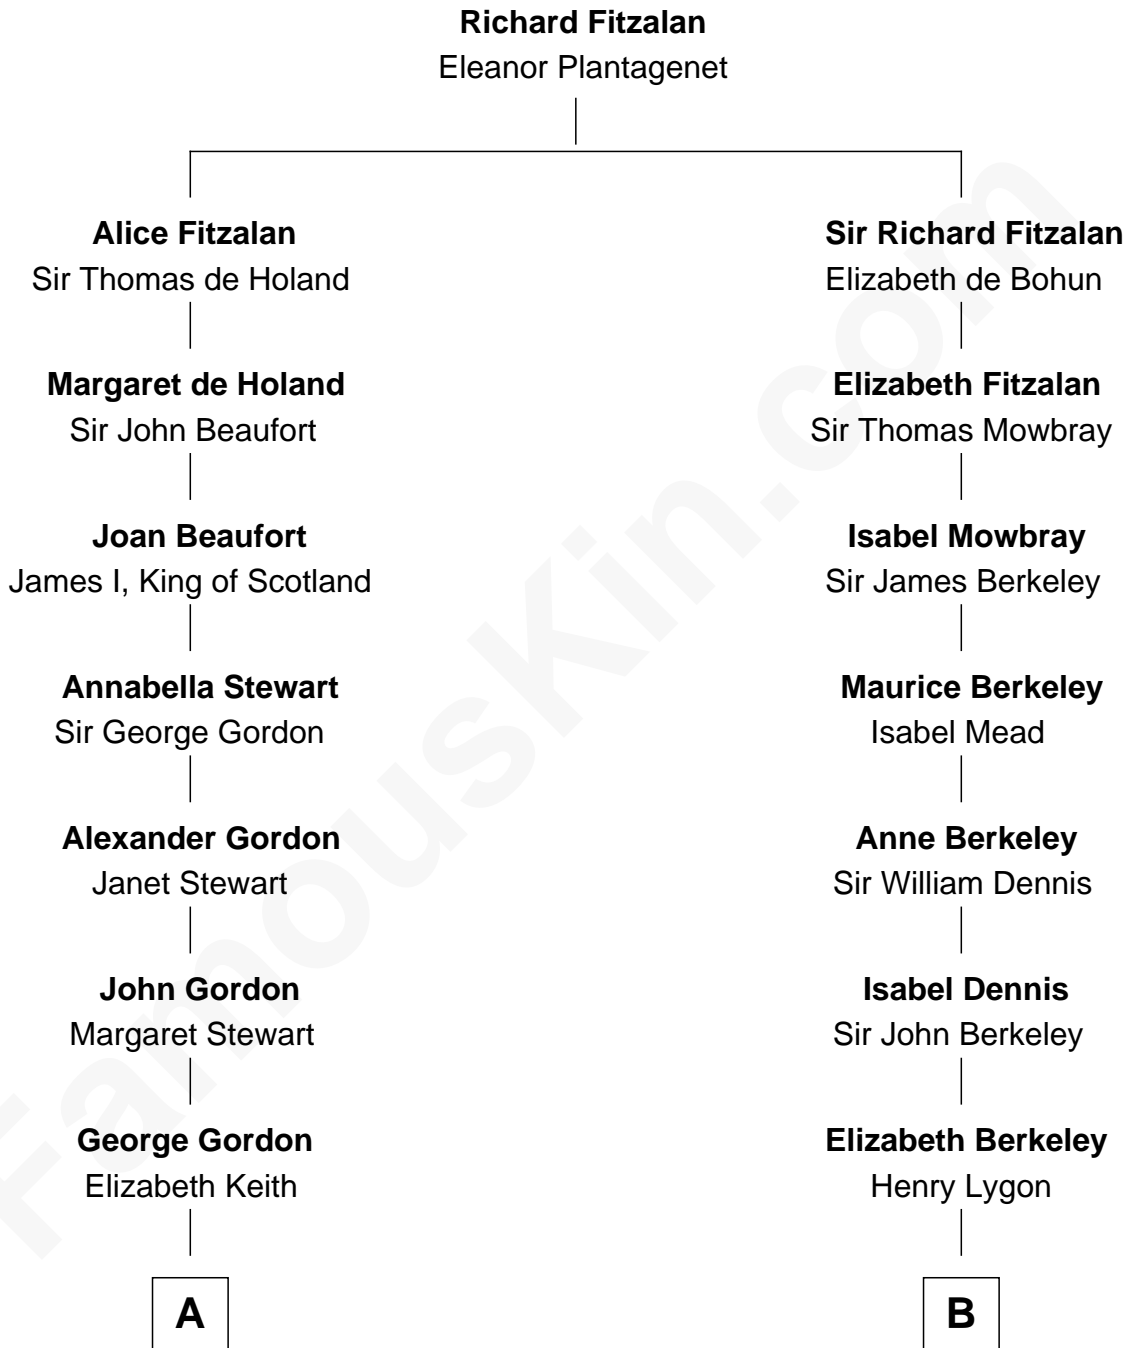 Richard Fitzalan
Eleanor Plantagenet
Alice Fitzalan
Sir Thomas de Holand
Sir Richard Fitzalan
Elizabeth de Bohun
Margaret de Holand
Sir John Beaufort
Elizabeth Fitzalan
Sir Thomas Mowbray
Joan Beaufort
James I, King of Scotland
Isabel Mowbray
Sir James Berkeley
Annabella Stewart
Sir George Gordon
Maurice Berkeley
Isabel Mead
Alexander Gordon
Janet Stewart
Anne Berkeley
Sir William Dennis
John Gordon
Margaret Stewart
Isabel Dennis
Sir John Berkeley
George Gordon
Elizabeth Keith
Elizabeth Berkeley
Henry Lygon
A
B
FamousKin.com